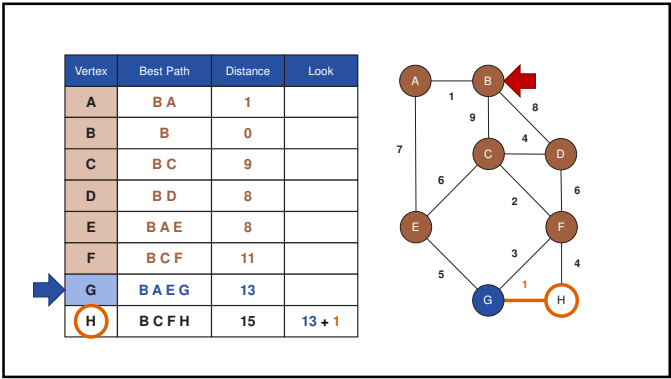 Vertex Best Path Distance Look
A B A 1
B B 0
C B C 9
D B D 8
E B A E 8
F B C F 11
G B A E G 13
H B C F H 15 13 + 1
A B
1
8
9
4
7
C D
6
6
2
E F
3
4
5
1
G H